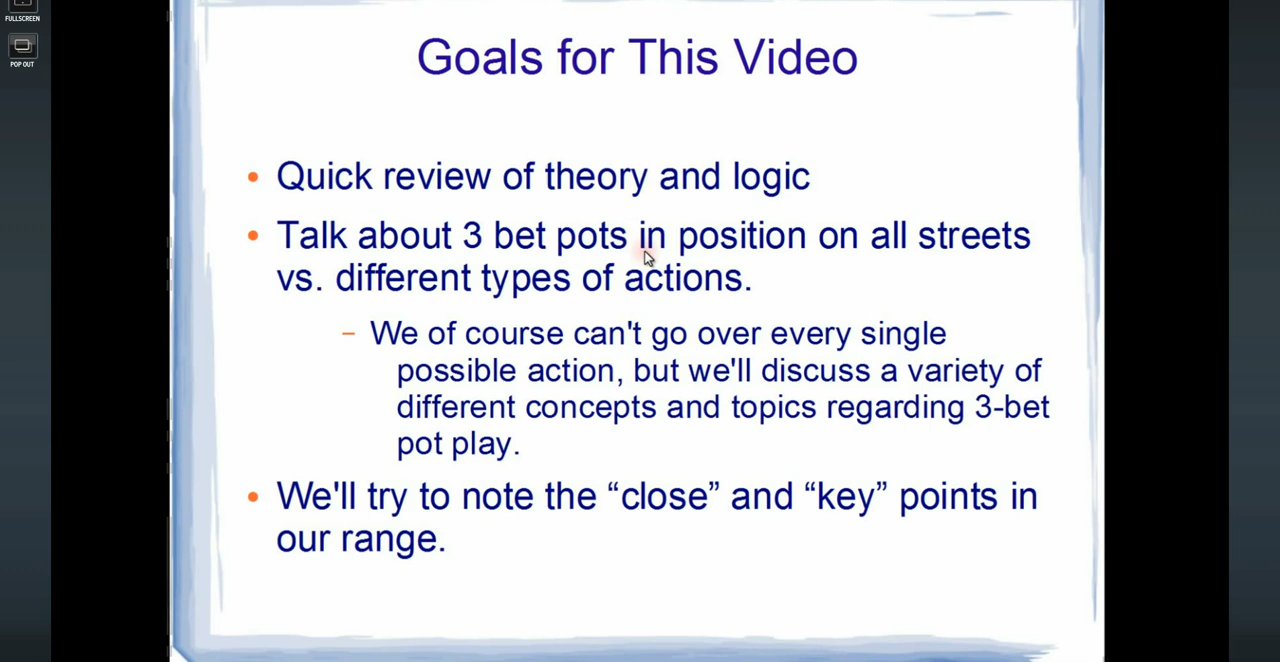 FULLSCREEN
POP OUT
Goals for This Video
• Quick review of theory and logic
• Talk about 3 bet pots in position on all streets
vs. different types of actions.
– We of course can't go over every single
possible action, but we'll discuss a variety of
different concepts and topics regarding 3-bet
pot play.
• We'll try to note the “close” and “key” points in
our range.